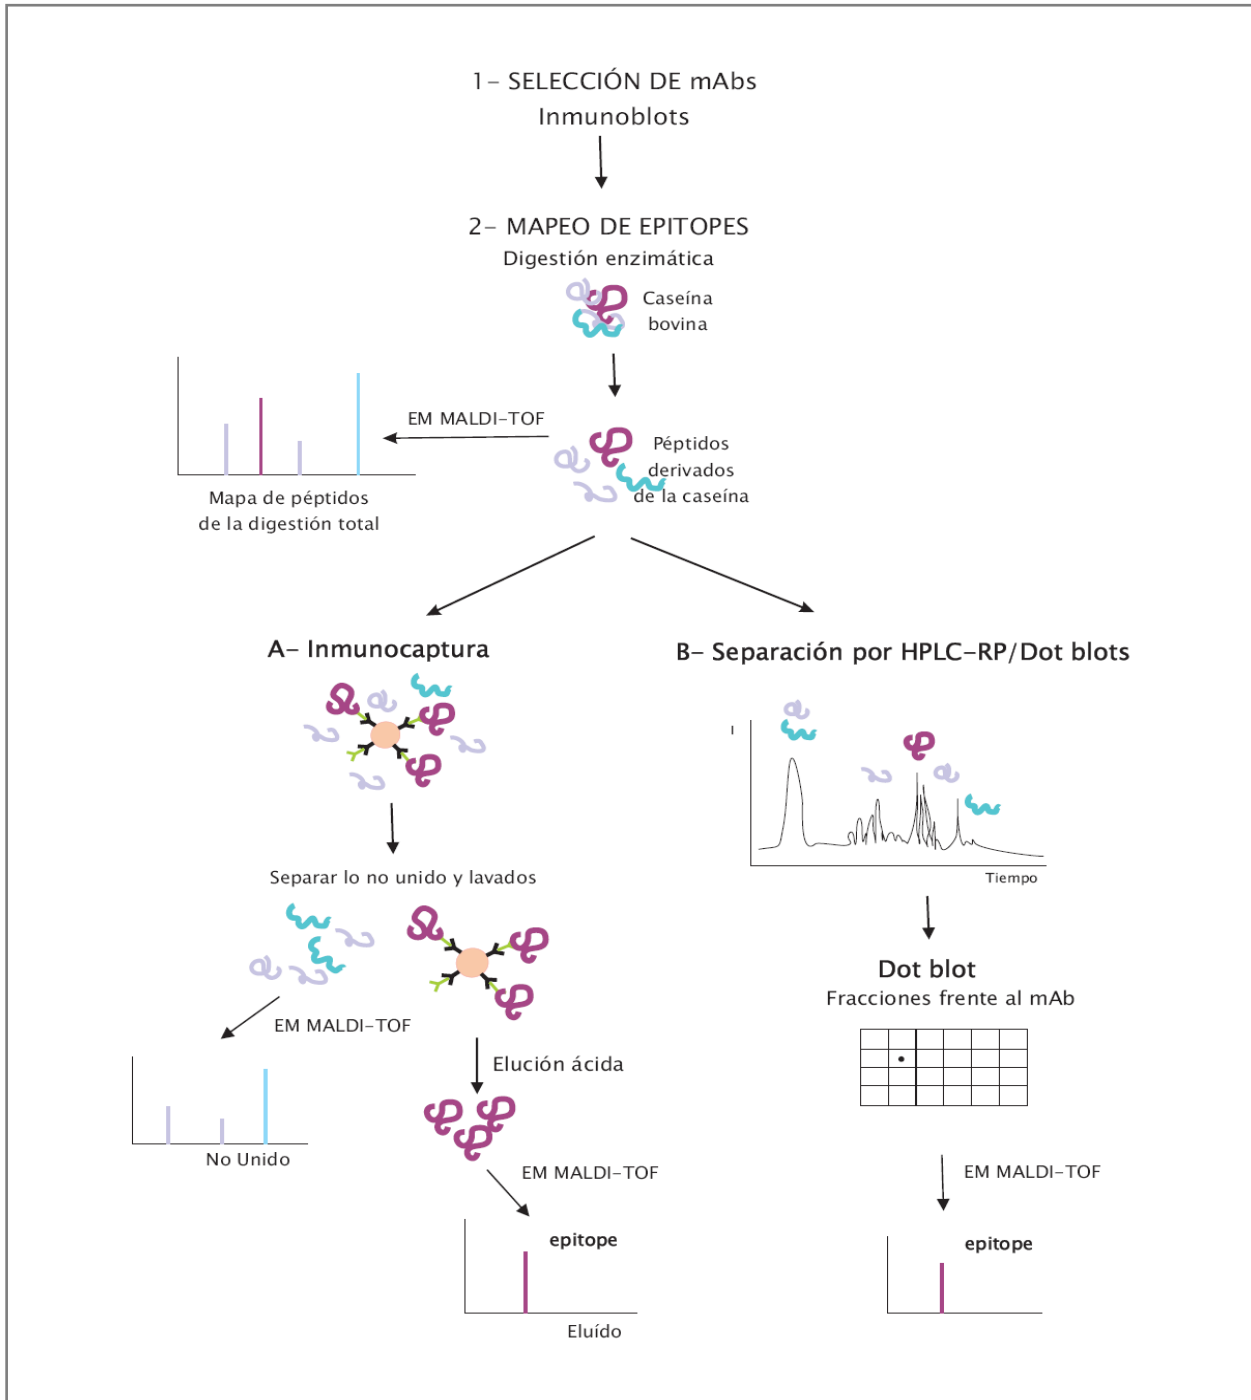 1– SELECCIÓN DE mAbs
Inmunoblots
2– MAPEO DE EPITOPES
Digestión enzimática
Caseína
bovina
EM MALDI–TOF
Péptidos
derivados
de la caseína
Mapa de péptidos
de la digestión total
A– Inmunocaptura
B– Separación por HPLC–RP/Dot blots
I
Tiempo
Separar lo no unido y lavados
EM MALDI–TOF
No Unido
Elución ácida
EM MALDI–TOF
epitope
Eluído
Dot blot
Fracciones frente al mAb
EM MALDI–TOF
epitope